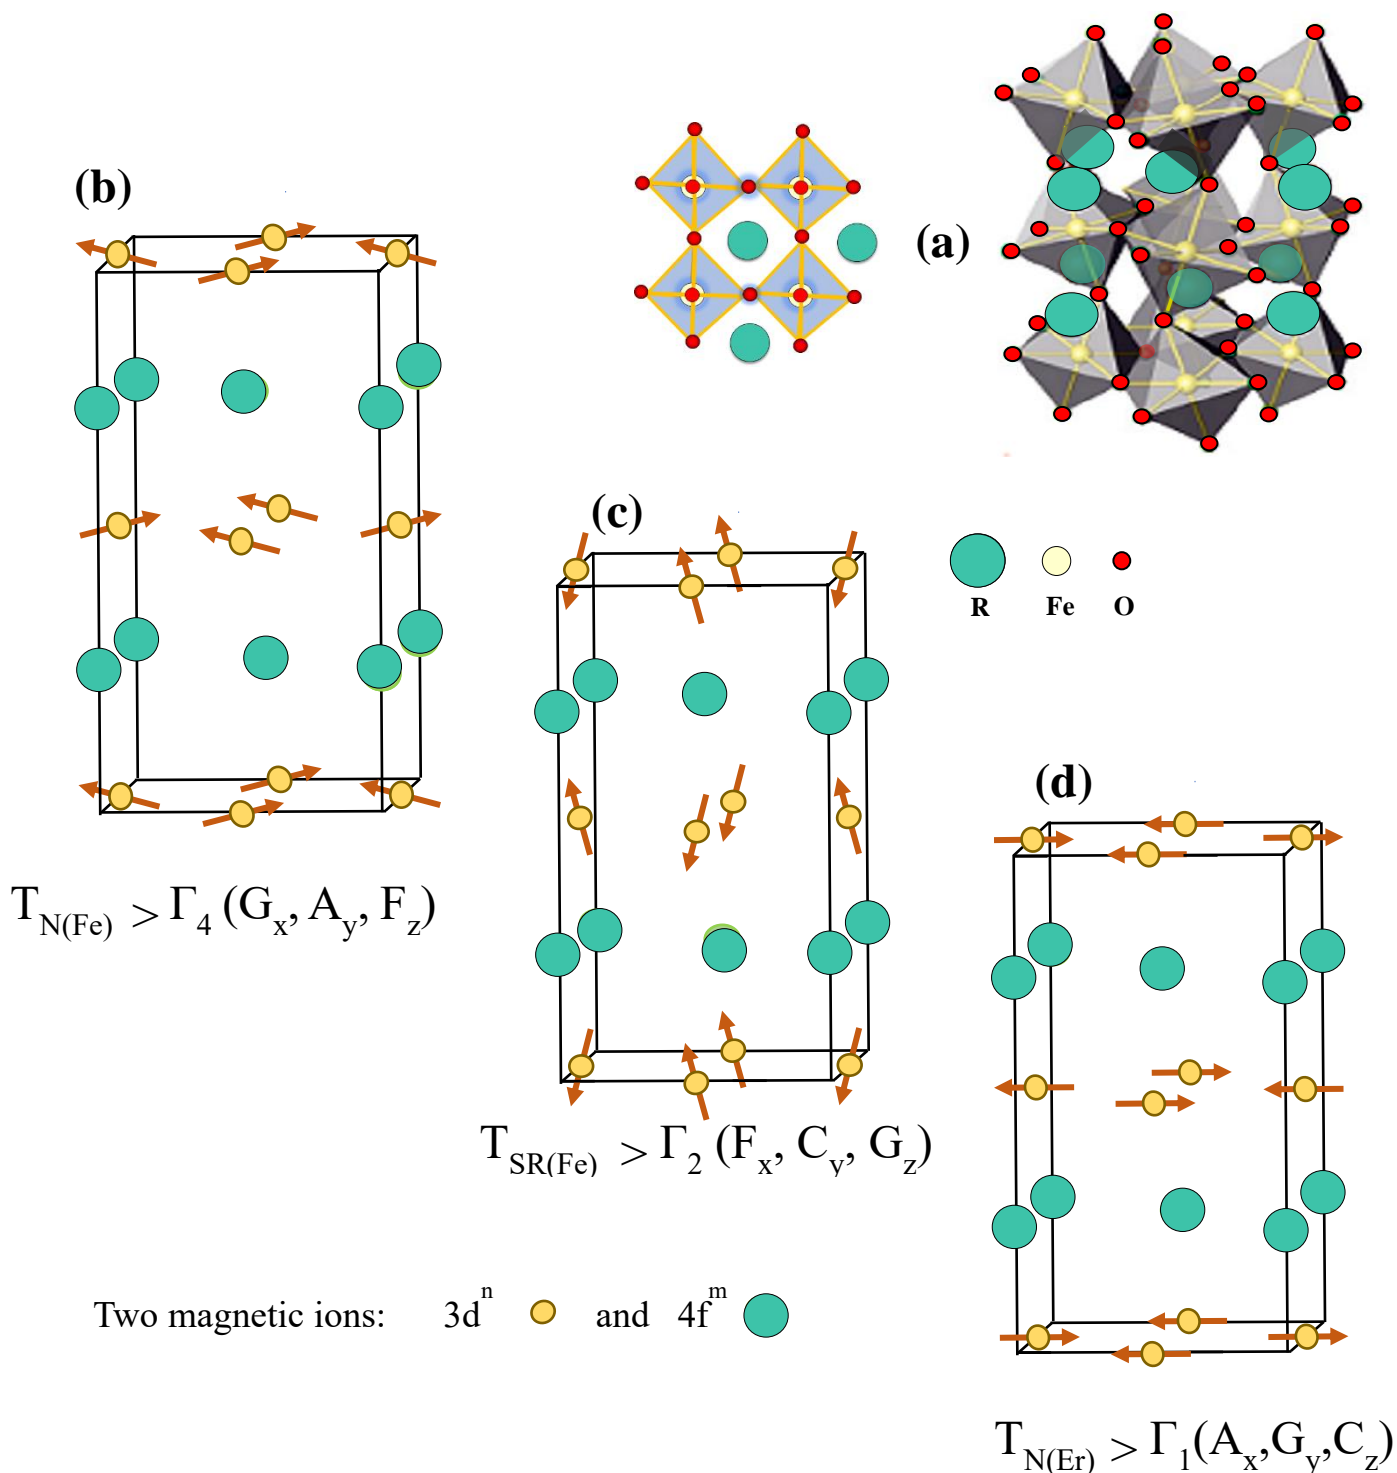 (b)
(a)
(c)
R Fe O
(d)
T_N(Fe) > Γ_4 (G_x, A_y, F_z)
T_SR(Fe) > Γ_2 (F_x, C_y, G_z)
Two magnetic ions: 3d^n and 4f^m
T_N(Er) > Γ_1(A_x,G_y,C_z)